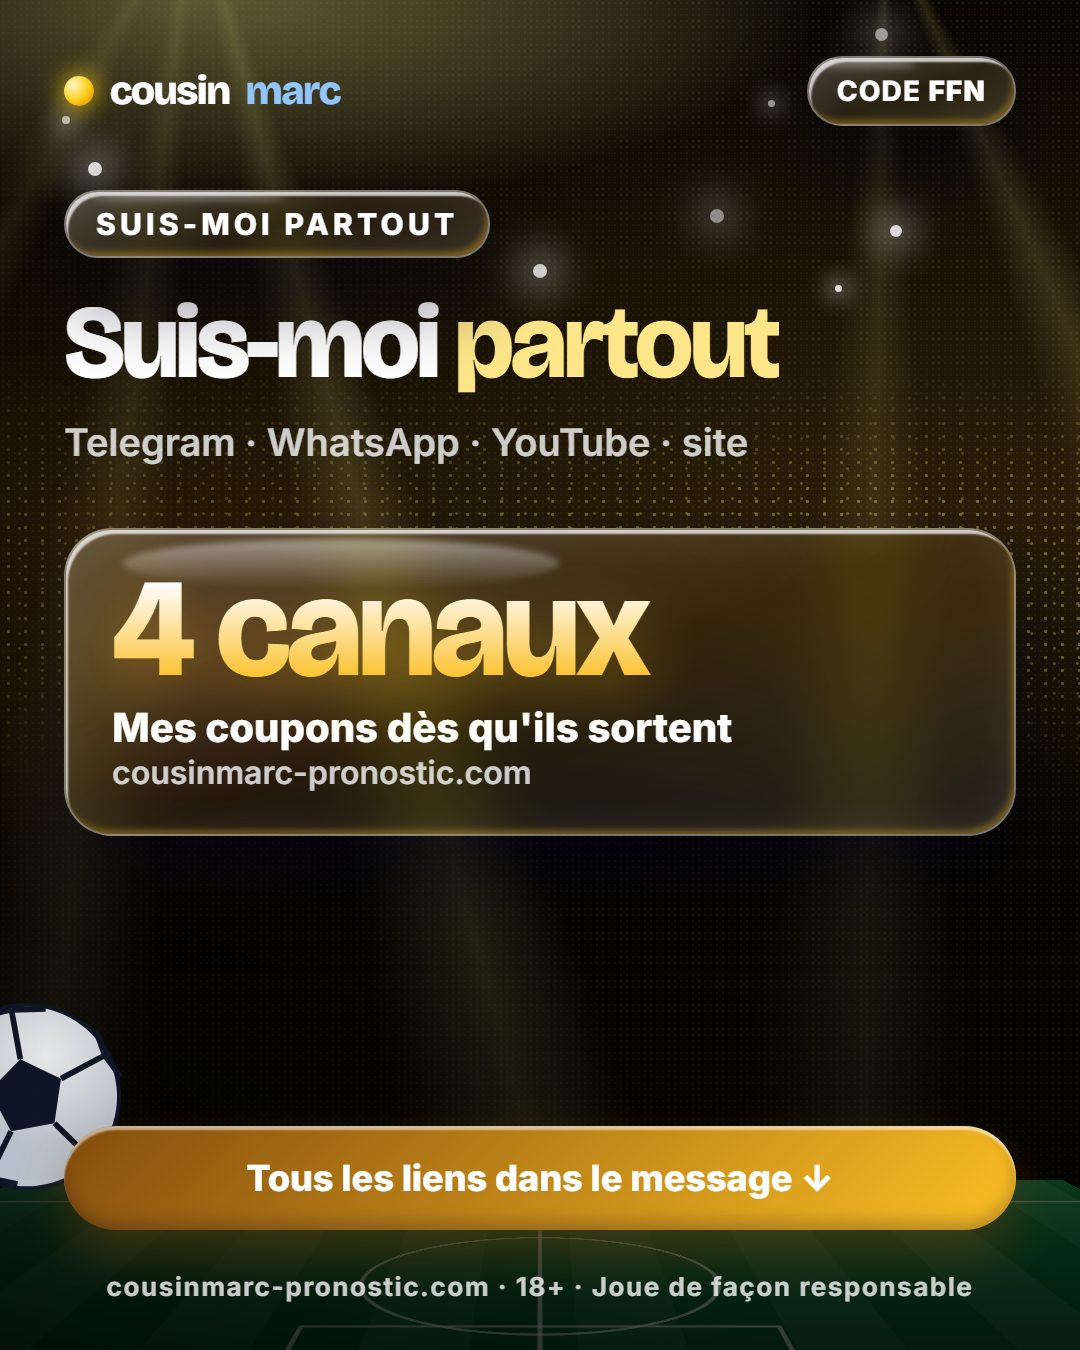 cousin marc
CODE FFN
SUIS-MOI PARTOUT
Suis-moi partout
Telegram · WhatsApp · YouTube · site
4 canaux
Mes coupons dès qu'ils sortent
cousinmarc-pronostic.com
Tous les liens dans le message ↓
cousinmarc-pronostic.com · 18+ · Joue de façon responsable